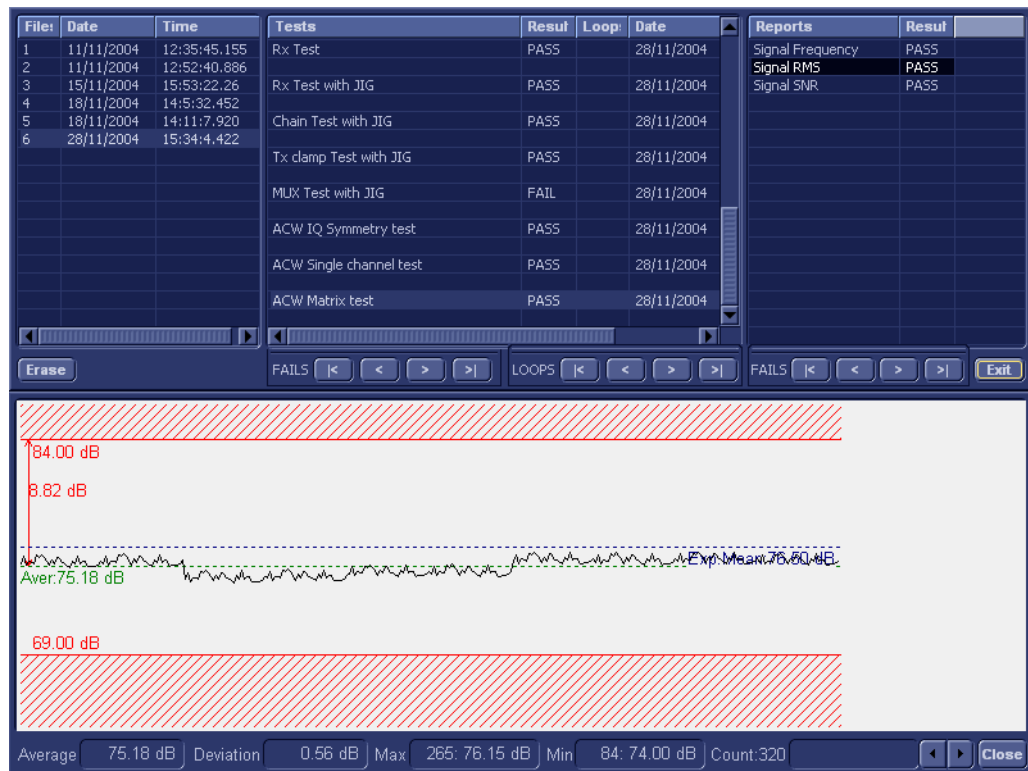 File: Date Time
1 11/11/2004 12:35:45.155
2 11/11/2004 12:52:40.886
3 15/11/2004 15:53:22.26
4 18/11/2004 14:5:32.452
5 18/11/2004 14:11:7.920
6 28/11/2004 15:34:4.422
Erase
Tests Result Loop: Date
Rx Test PASS 28/11/2004
Rx Test with JIG PASS 28/11/2004
Chain Test with JIG PASS 28/11/2004
Tx clamp Test with JIG PASS 28/11/2004
MUX Test with JIG FAIL 28/11/2004
ACW IQ Symmetry test PASS 28/11/2004
ACW Single channel test PASS 28/11/2004
ACW Matrix test PASS 28/11/2004
FAILS |< < > >| LOOPS |< < > >|
Reports Result
Signal Frequency PASS
Signal RMS PASS
Signal SNR PASS
FAILS |< < > >| Exit
84.00 dB
8.82 dB
Exp.Mean:76.50 dB
Aver:75.18 dB
69.00 dB
Average 75.18 dB Deviation 0.56 dB Max 265: 76.15 dB Min 84: 74.00 dB Count:320 Close